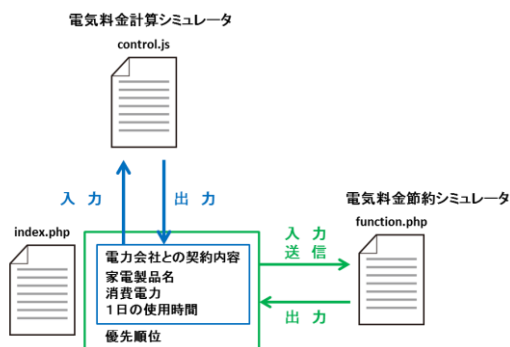 電気料金計算シミュレータ
control.js
入 力
出 力
電気料金節約シミュレータ
function.php
index.php
入 力
送 信
電力会社との契約内容
家電製品名
消費電力
1日の使用時間
出 力
優先順位